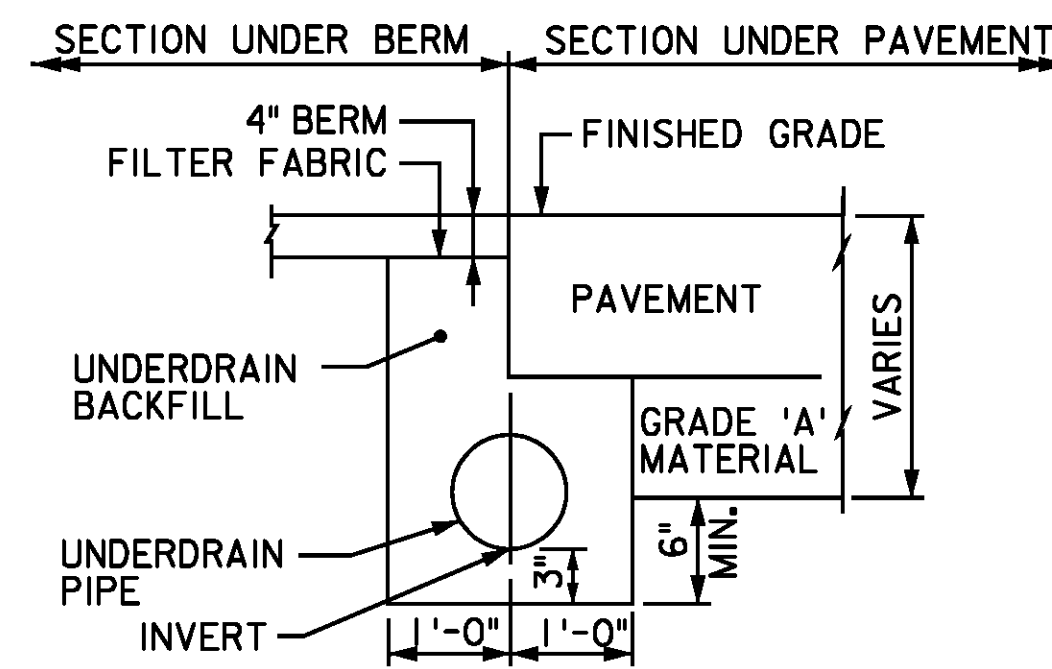 SECTION UNDER BERM
SECTION UNDER PAVEMENT
4" BERM
FILTER FABRIC
FINISHED GRADE
PAVEMENT
VARIES
UNDERDRAIN
BACKFILL
GRADE 'A'
MATERIAL
UNDERDRAIN
PIPE
INVERT
3"
6"
MIN.
1'-0"
1'-0"